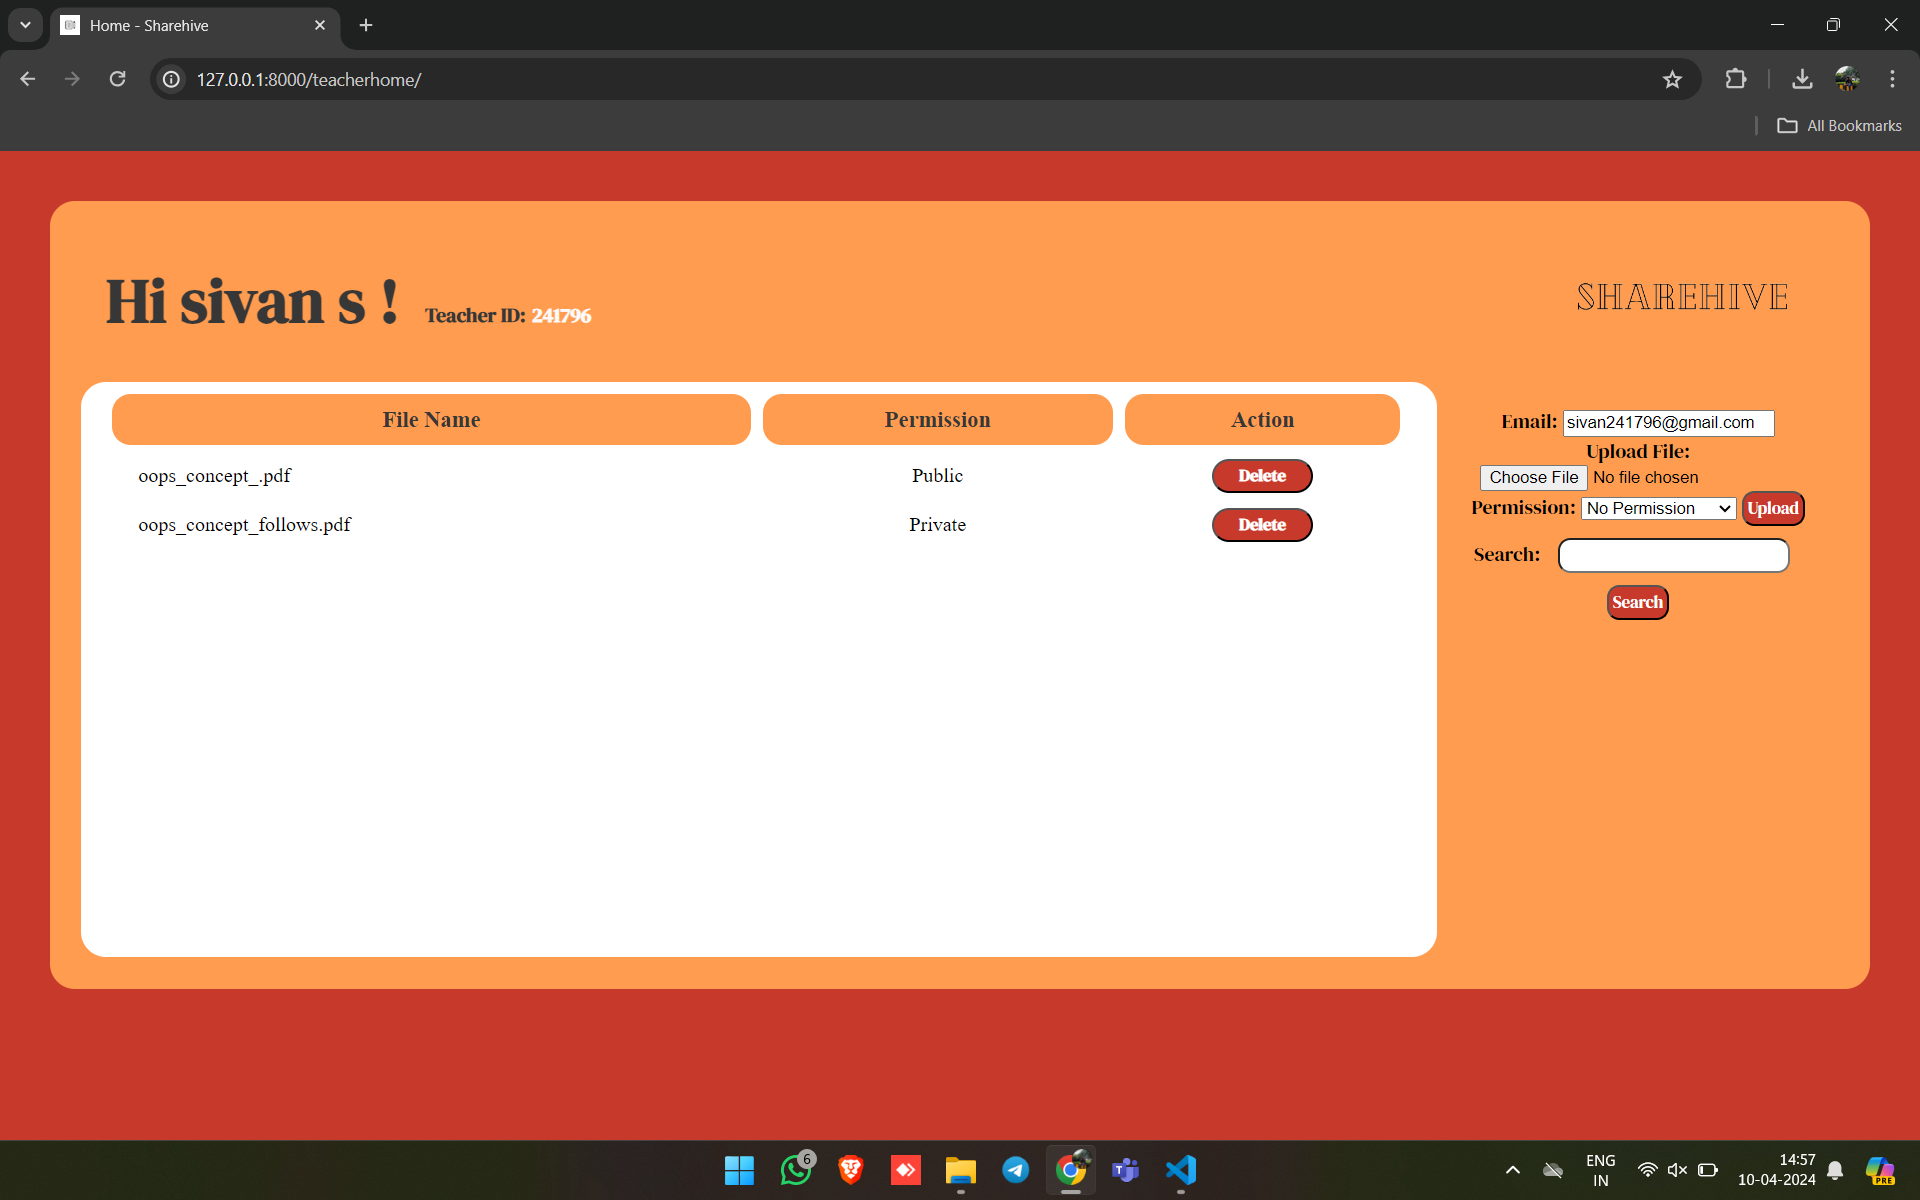 Home - Sharehive
127.0.0.1:8000/teacherhome/
All Bookmarks
Hi sivan s !
Teacher ID: 241796
SHAREHIVE
File Name Permission Action
oops_concept_.pdf Public Delete
oops_concept_follows.pdf Private Delete
Email: sivan241796@gmail.com
Upload File:
Choose File No file chosen
Permission: No Permission Upload
Search:
Search
6
ENG
IN
14:57
10-04-2024
PRE